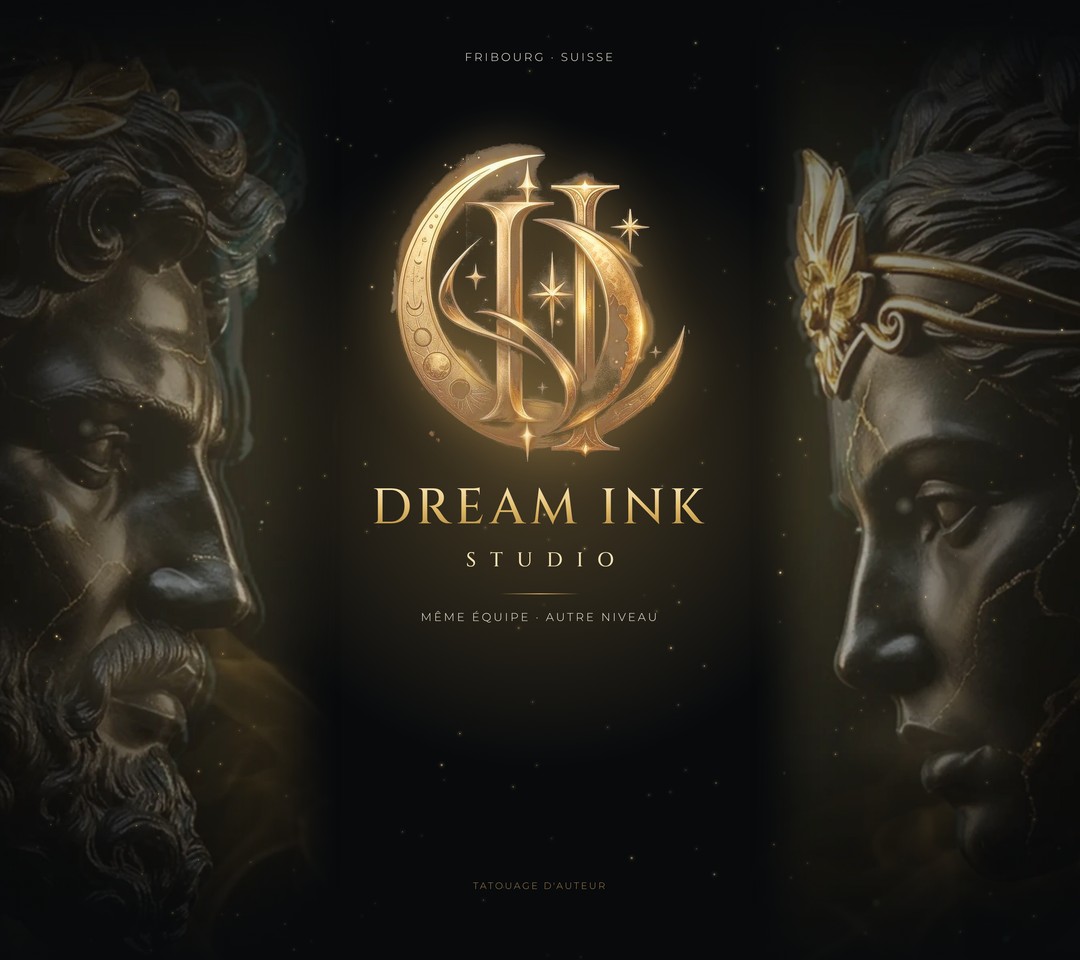 FRIBOURG · SUISSE
DREAM INK
STUDIO
MÊME ÉQUIPE · AUTRE NIVEAU
TATOUAGE D'AUTEUR